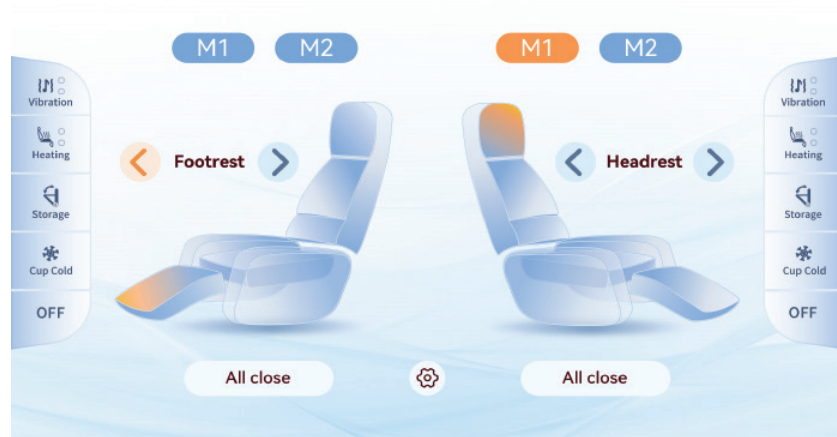 M1
M2
M1
M2
Vibration
Heating
Storage
Cup Cold
OFF
Footrest
Headrest
Vibration
Heating
Storage
Cup Cold
OFF
All close
All close